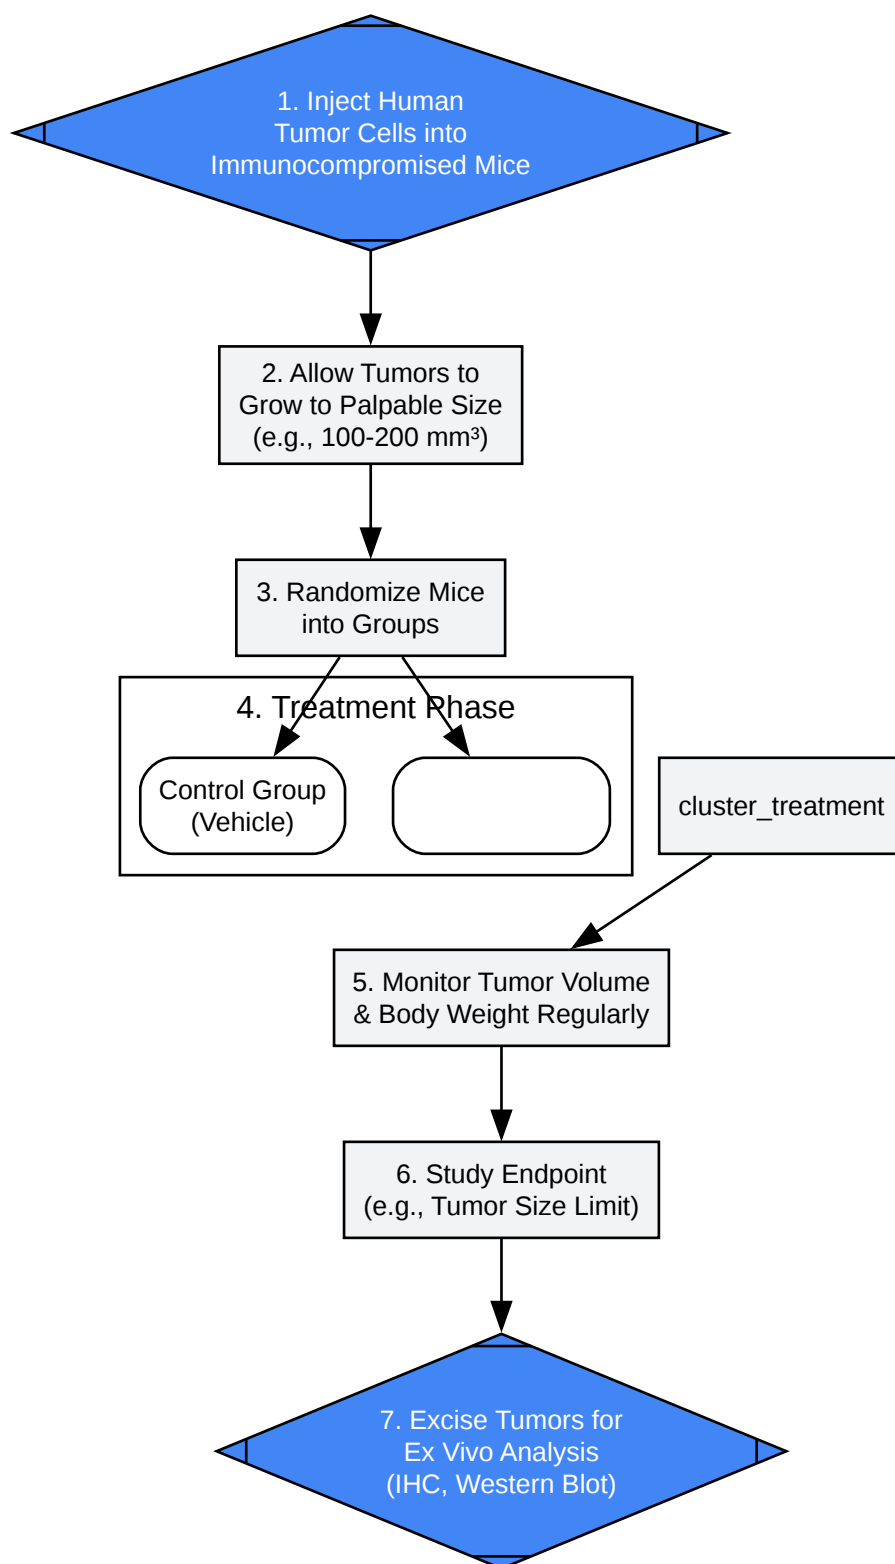 1. Inject Human
Tumor Cells into
Immunocompromised Mice
2. Allow Tumors to
Grow to Palpable Size
(e.g., 100-200 mm³)
3. Randomize Mice
into Groups
4. Treatment Phase
Control Group
(Vehicle)
cluster_treatment
5. Monitor Tumor Volume
& Body Weight Regularly
6. Study Endpoint
(e.g., Tumor Size Limit)
7. Excise Tumors for
Ex Vivo Analysis
(IHC, Western Blot)